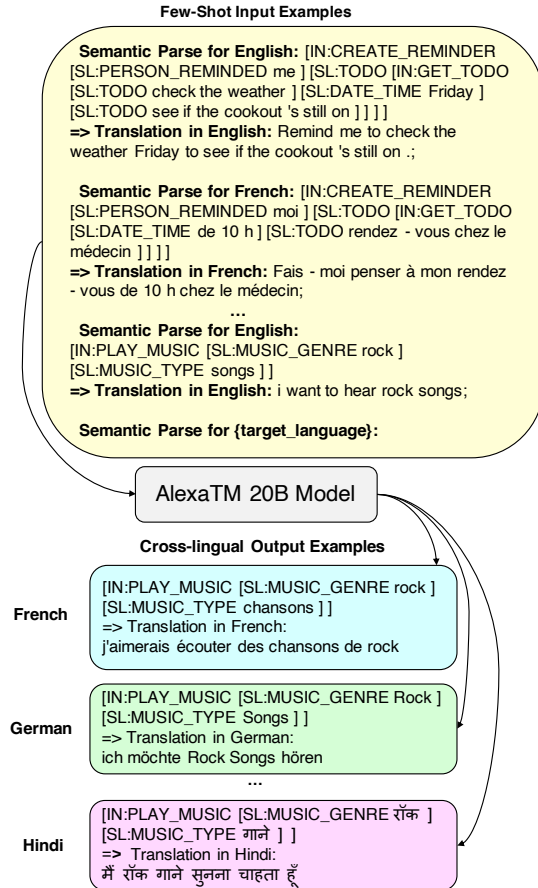 Few-Shot Input Examples
Semantic Parse for English: [IN:CREATE_REMINDER
[SL:PERSON_REMINDED me ] [SL:TODO [IN:GET_TODO
[SL:TODO check the weather ] [SL:DATE_TIME Friday ]
[SL:TODO see if the cookout 's still on ] ] ] ]
=> Translation in English: Remind me to check the
weather Friday to see if the cookout 's still on .;
Semantic Parse for French: [IN:CREATE_REMINDER
[SL:PERSON_REMINDED moi ] [SL:TODO [IN:GET_TODO
[SL:DATE_TIME de 10 h ] [SL:TODO rendez - vous chez le
médecin ] ] ] ]
=> Translation in French: Fais - moi penser à mon rendez
- vous de 10 h chez le médecin;
...
Semantic Parse for English:
[IN:PLAY_MUSIC [SL:MUSIC_GENRE rock ]
[SL:MUSIC_TYPE songs ] ]
=> Translation in English: i want to hear rock songs;
Semantic Parse for {target_language}:
AlexaTM 20B Model
Cross-lingual Output Examples
French
[IN:PLAY_MUSIC [SL:MUSIC_GENRE rock ]
[SL:MUSIC_TYPE chansons ] ]
=> Translation in French:
j'aimerais écouter des chansons de rock
German
[IN:PLAY_MUSIC [SL:MUSIC_GENRE Rock ]
[SL:MUSIC_TYPE Songs ] ]
=> Translation in German:
ich möchte Rock Songs hören
...
Hindi
[IN:PLAY_MUSIC [SL:MUSIC_GENRE रॉक ]
[SL:MUSIC_TYPE गाने ] ]
=> Translation in Hindi:
मैं रॉक गाने सुनना चाहता हूँ